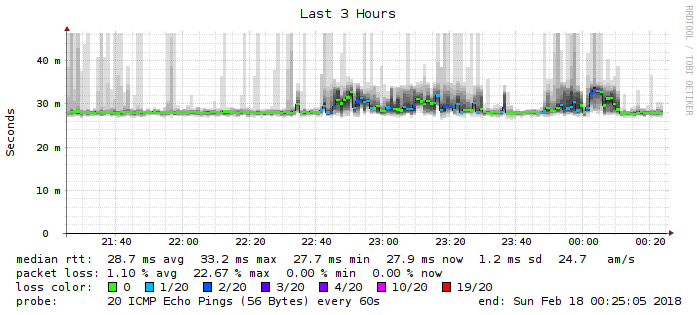 Last 3 Hours
RRDTOOL / TOBI OETIKER
Seconds
40 m
30 m
20 m
10 m
0
21:40 22:00 22:20 22:40 23:00 23:20 23:40 00:00 00:20
median rtt: 28.7 ms avg 33.2 ms max 27.7 ms min 27.9 ms now 1.2 ms sd 24.7 am/s
packet loss: 1.10 % avg 22.67 % max 0.00 % min 0.00 % now
loss color: 0 1/20 2/20 3/20 4/20 10/20 19/20
probe: 20 ICMP Echo Pings (56 Bytes) every 60s end: Sun Feb 18 00:25:05 2018